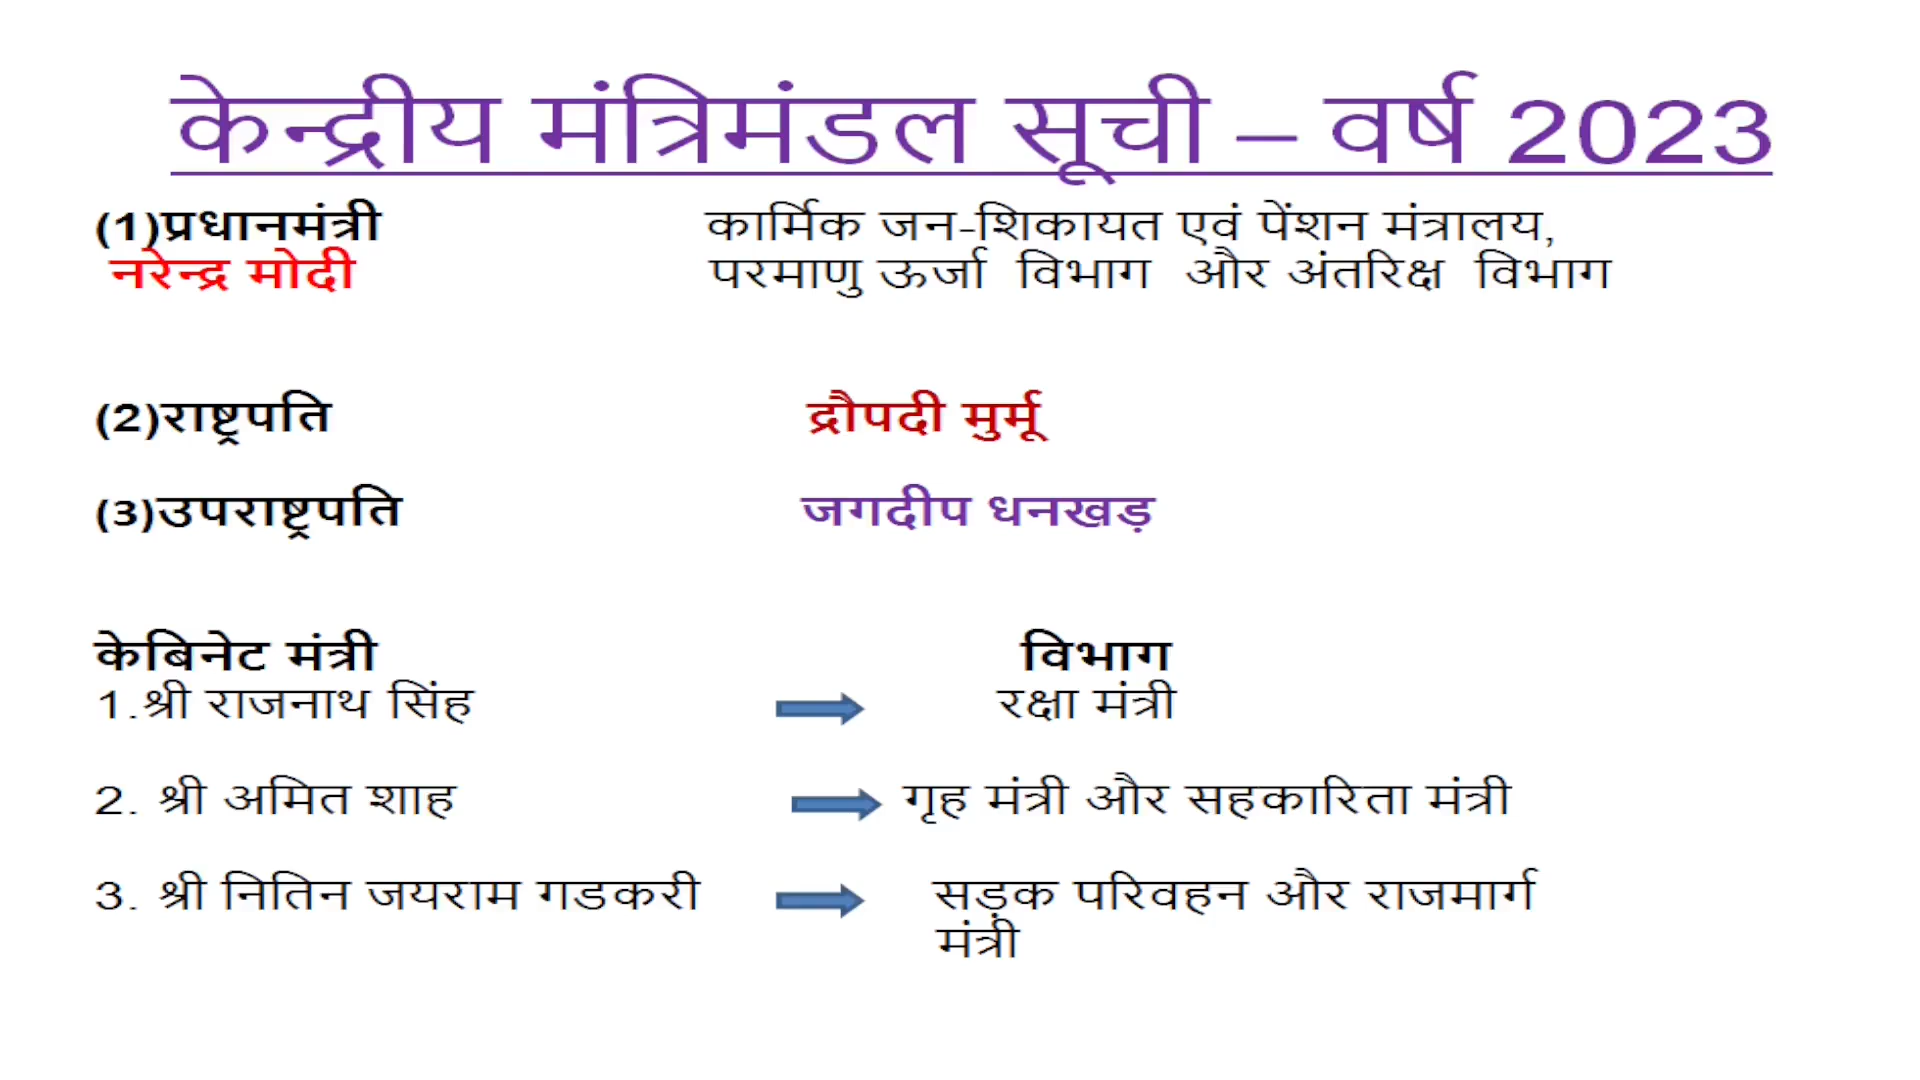 केन्द्रीय मंत्रिमंडल सूची – वर्ष 2023
(1)प्रधानमंत्री कार्मिक जन-शिकायत एवं पेंशन मंत्रालय,
नरेन्द्र मोदी परमाणु ऊर्जा विभाग और अंतरिक्ष विभाग
(2)राष्ट्रपति द्रौपदी मुर्मू
(3)उपराष्ट्रपति जगदीप धनखड़
केबिनेट मंत्री विभाग
1.श्री राजनाथ सिंह रक्षा मंत्री
2. श्री अमित शाह गृह मंत्री और सहकारिता मंत्री
3. श्री नितिन जयराम गडकरी सड़क परिवहन और राजमार्ग
मंत्री